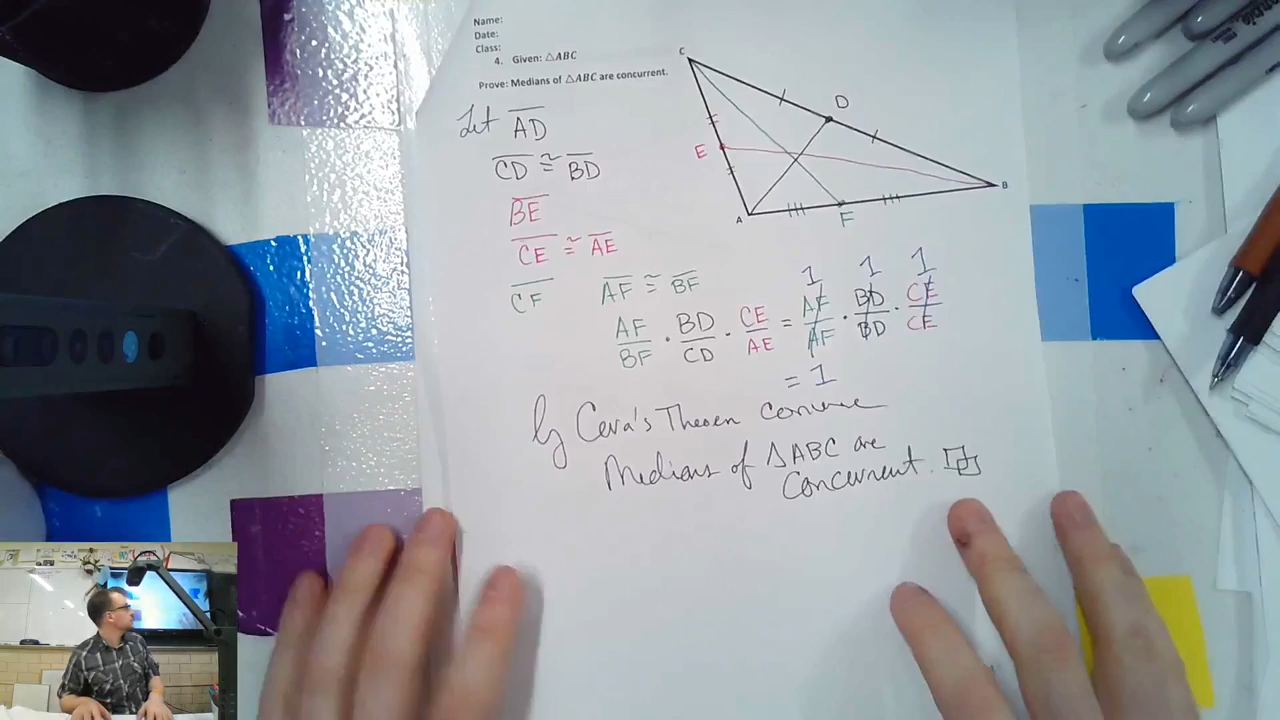 Name:
Date:
Class:
4. Given: △ABC
Prove: Medians of △ABC are concurrent.
Let AD
CD ≅ BD
BE
CE ≅ AE
CF AF ≅ BF
AF/BF · BD/CD · CE/AE = AF/AF · BD/BD · CE/CE
1 1 1
= 1
By Ceva's Theorem converse
Medians of △ABC are
concurrent.
C
D
E
B
A
F